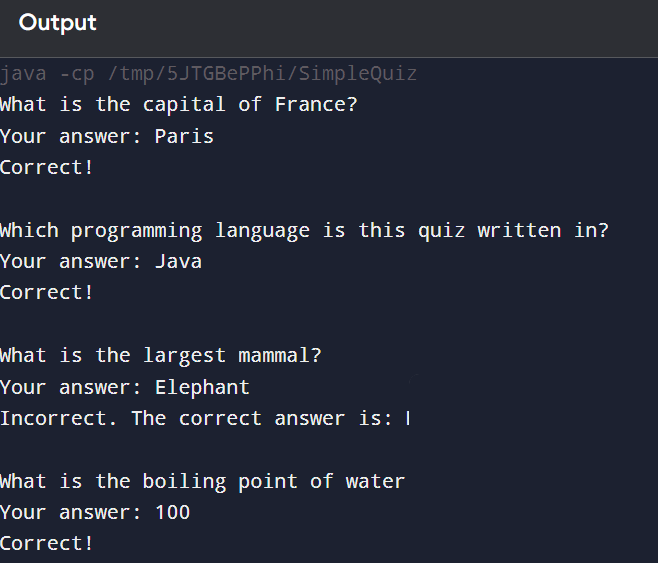 Output
java -cp /tmp/5JTGBePPhi/SimpleQuiz
What is the capital of France?
Your answer: Paris
Correct!
Which programming language is this quiz written in?
Your answer: Java
Correct!
What is the largest mammal?
Your answer: Elephant
Incorrect. The correct answer is:
What is the boiling point of water
Your answer: 100
Correct!